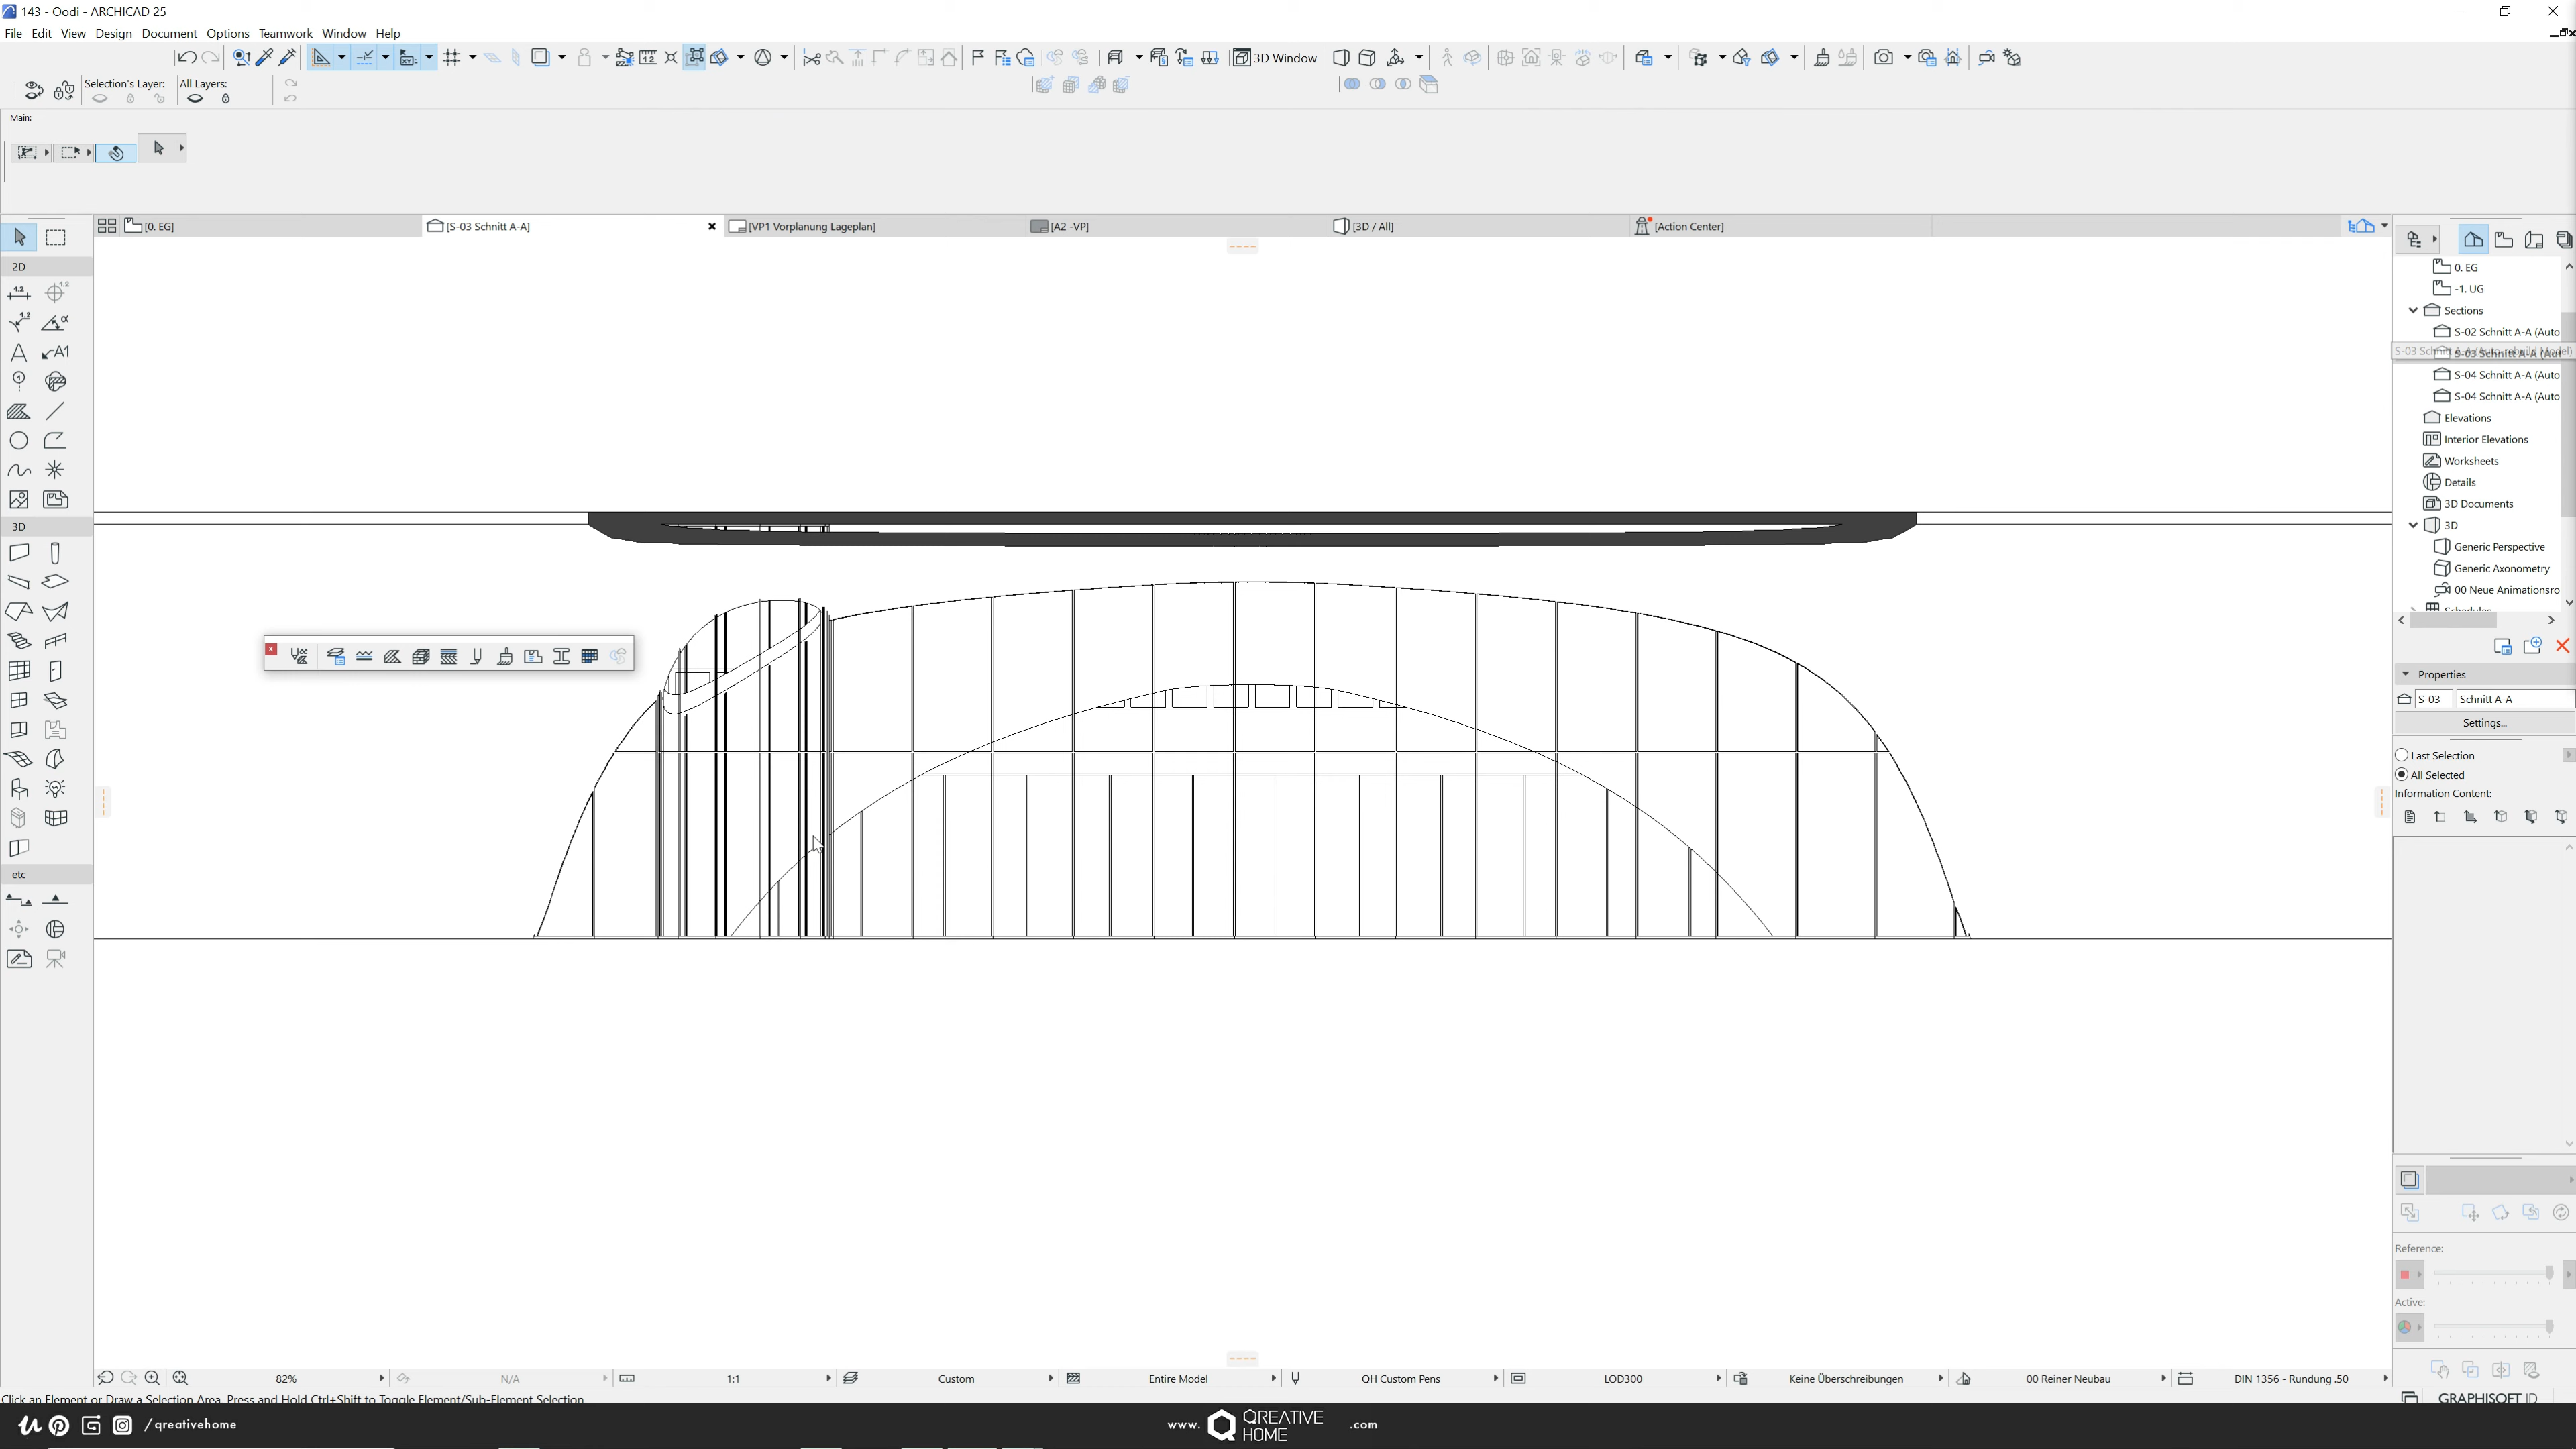 143 - Oodi - ARCHICAD 25
File Edit View Design Document Options Teamwork Window Help
3D Window
Selection's Layer: All Layers:
Main:
[0. EG] [S-03 Schnitt A-A] [VP1 Vorplanung Lageplan] [A2 -VP] [3D / All] [Action Center]
2D
3D
etc
0. EG
-1. UG
Sections
S-02 Schnitt A-A (Auto
S-04 Schnitt A-A (Auto
S-04 Schnitt A-A (Auto
Elevations
Interior Elevations
Worksheets
Details
3D Documents
3D
Generic Perspective
Generic Axonometry
00 Neue Animationsro
Schedules
Properties
S-03 Schnitt A-A
Settings...
Last Selection
All Selected
Information Content:
Reference:
Active:
82% N/A 1:1 Custom Entire Model QH Custom Pens LOD300 Keine Überschreibungen 00 Reiner Neubau DIN 1356 - Rundung .50
Click an Element or Draw a Selection Area. Press and Hold Ctrl+Shift to Toggle Element/Sub-Element Selection.
GRAPHISOFT ID
/qreativehome
www. QREATIVE HOME .com